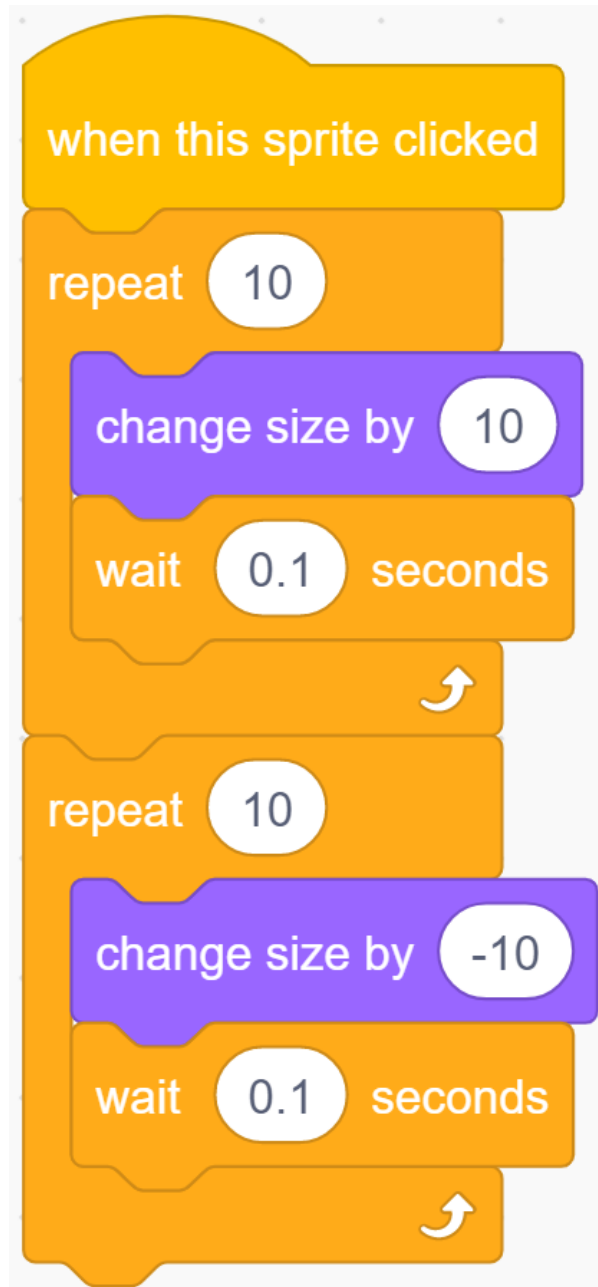 when this sprite clicked
repeat 10
change size by 10
wait 0.1 seconds
repeat 10
change size by -10
wait 0.1 seconds